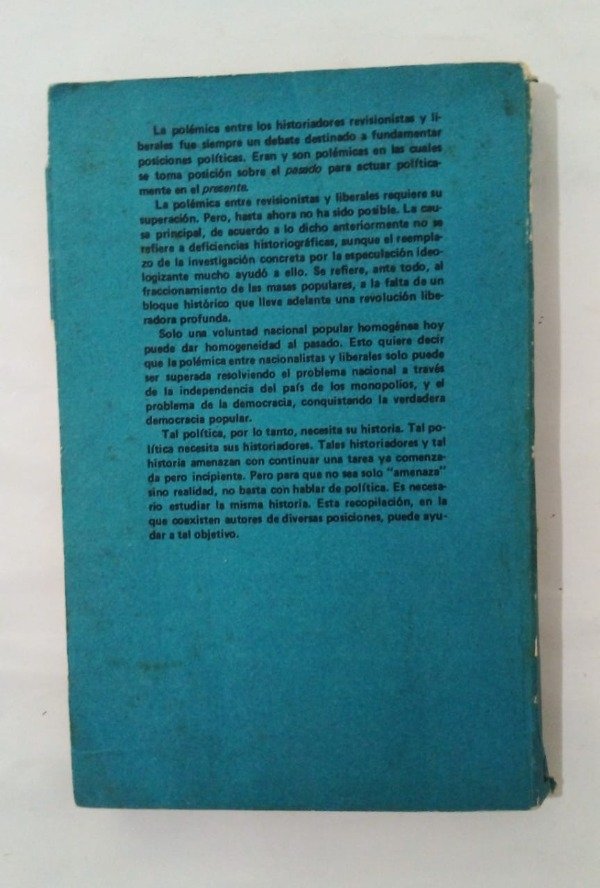 La polémica entre los historiadores revisionistas y li-
berales fue siempre un debate destinado a fundamentar
posiciones políticas. Eran y son polémicas en las cuales
se toma posición sobre el pasado para actuar política-
mente en el presente.
La polémica entre revisionistas y liberales requiere su
superación. Pero, hasta ahora no ha sido posible. La cau-
sa principal, de acuerdo a lo dicho anteriormente no se
refiere a deficiencias historiográficas, aunque el reempla-
zo de la investigación concreta por la especulación ideo-
logizante mucho ayudó a ello. Se refiere, ante todo, al
fraccionamiento de las masas populares, a la falta de un
bloque histórico que lleve adelante una revolución libe-
radora profunda.
Solo una voluntad nacional popular homogénea hoy
puede dar homogeneidad al pasado. Esto quiere decir
que la polémica entre nacionalistas y liberales solo puede
ser superada resolviendo el problema nacional a través
de la independencia del país de los monopolios, y el
problema de la democracia, conquistando la verdadera
democracia popular.
Tal política, por lo tanto, necesita su historia. Tal po-
lítica necesita sus historiadores. Tales historiadores y tal
historia amenazan con continuar una tarea ya comenza-
da pero incipiente. Pero para que no sea solo "amenaza"
sino realidad, no basta con hablar de política. Es necesa-
rio estudiar la misma historia. Esta recopilación, en la
que coexisten autores de diversas posiciones, puede ayu-
dar a tal objetivo.